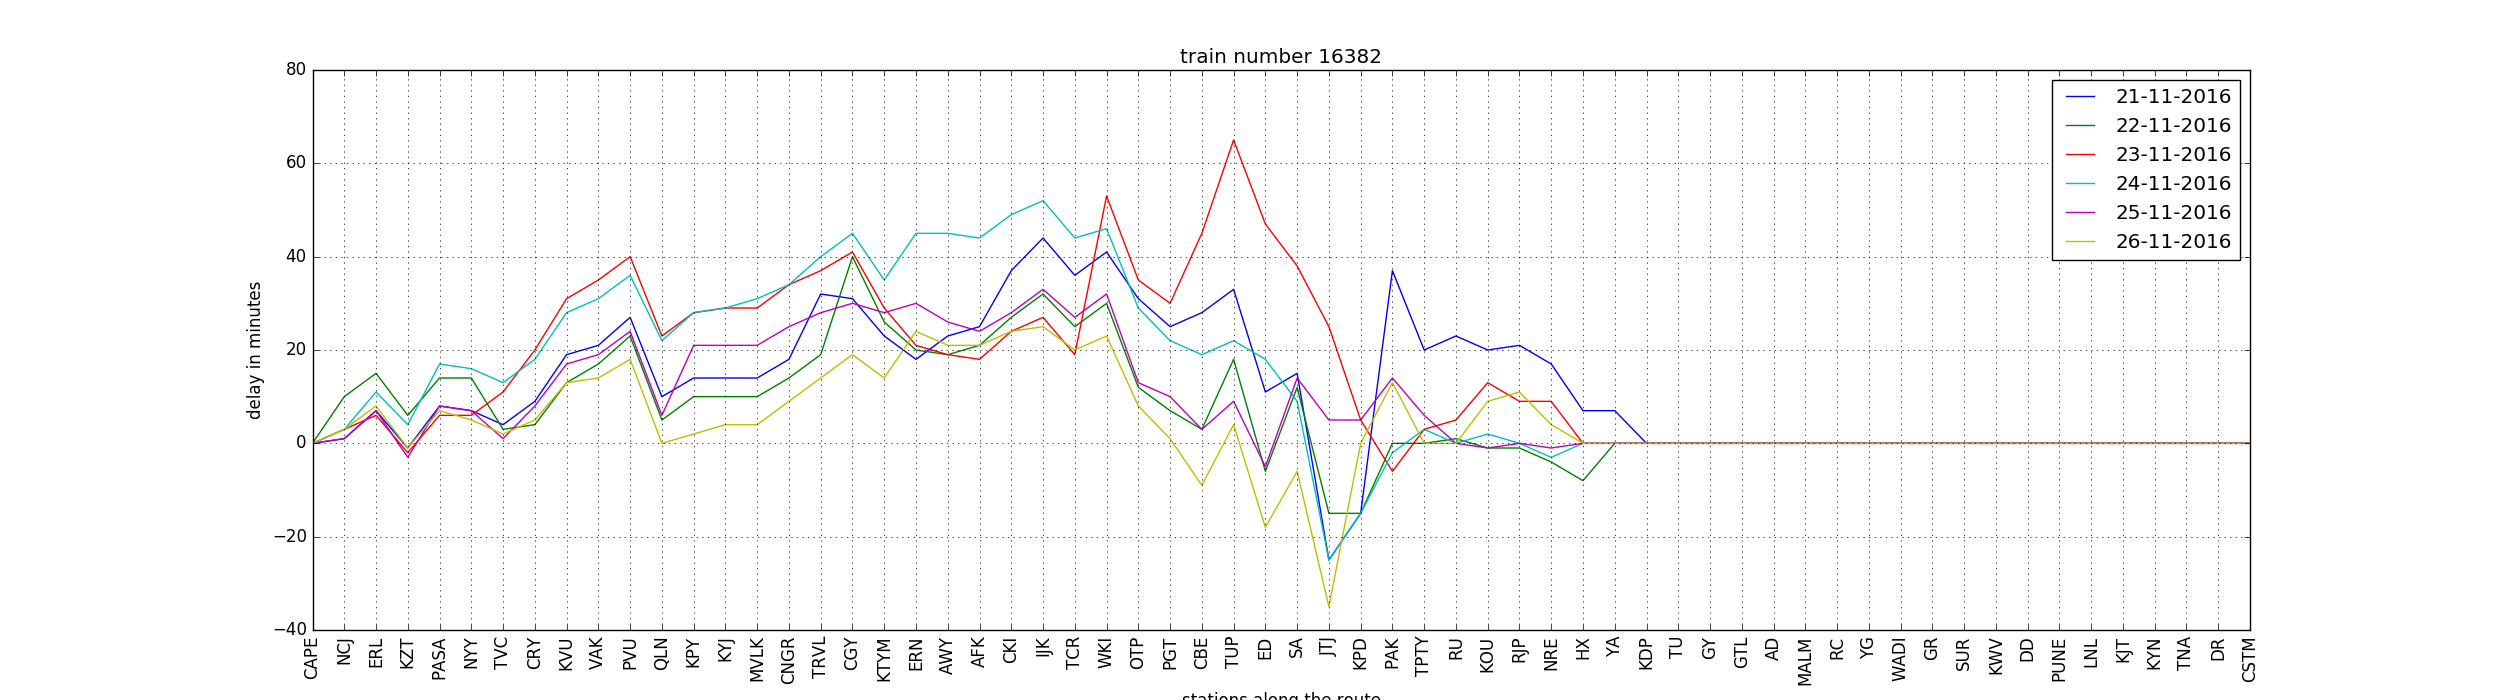 train number 16382
80
60
40
20
0
−20
−40
delay in minutes
21-11-2016
22-11-2016
23-11-2016
24-11-2016
25-11-2016
26-11-2016
CAPE
NCJ
ERL
KZT
PASA
NYY
TVC
CRY
KVU
VAK
PVU
QLN
KPY
KYJ
MVLK
CNGR
TRVL
CGY
KTYM
ERN
AWY
AFK
CKI
IJK
TCR
WKI
OTP
PGT
CBE
TUP
ED
SA
JTJ
KPD
PAK
TPTY
RU
KOU
RJP
NRE
HX
YA
KDP
TU
GY
GTL
AD
MALM
RC
YG
WADI
GR
SUR
KWV
DD
PUNE
LNL
KJT
KYN
TNA
DR
CSTM
stations along the route